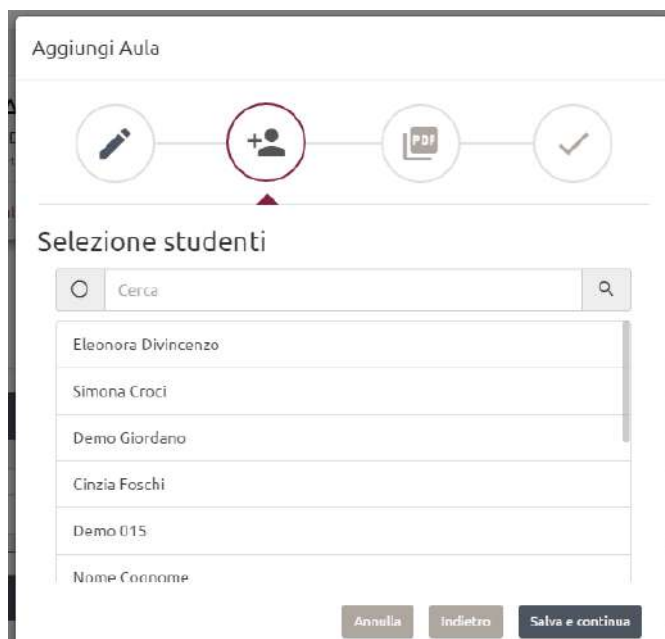 Aggiungi Aula
PDF
Selezione studenti
Cerca
Eleonora Divincenzo
Simona Croci
Demo Giordano
Cinzia Foschi
Demo 015
Nome Cognome
Annulla Indietro Salva e continua